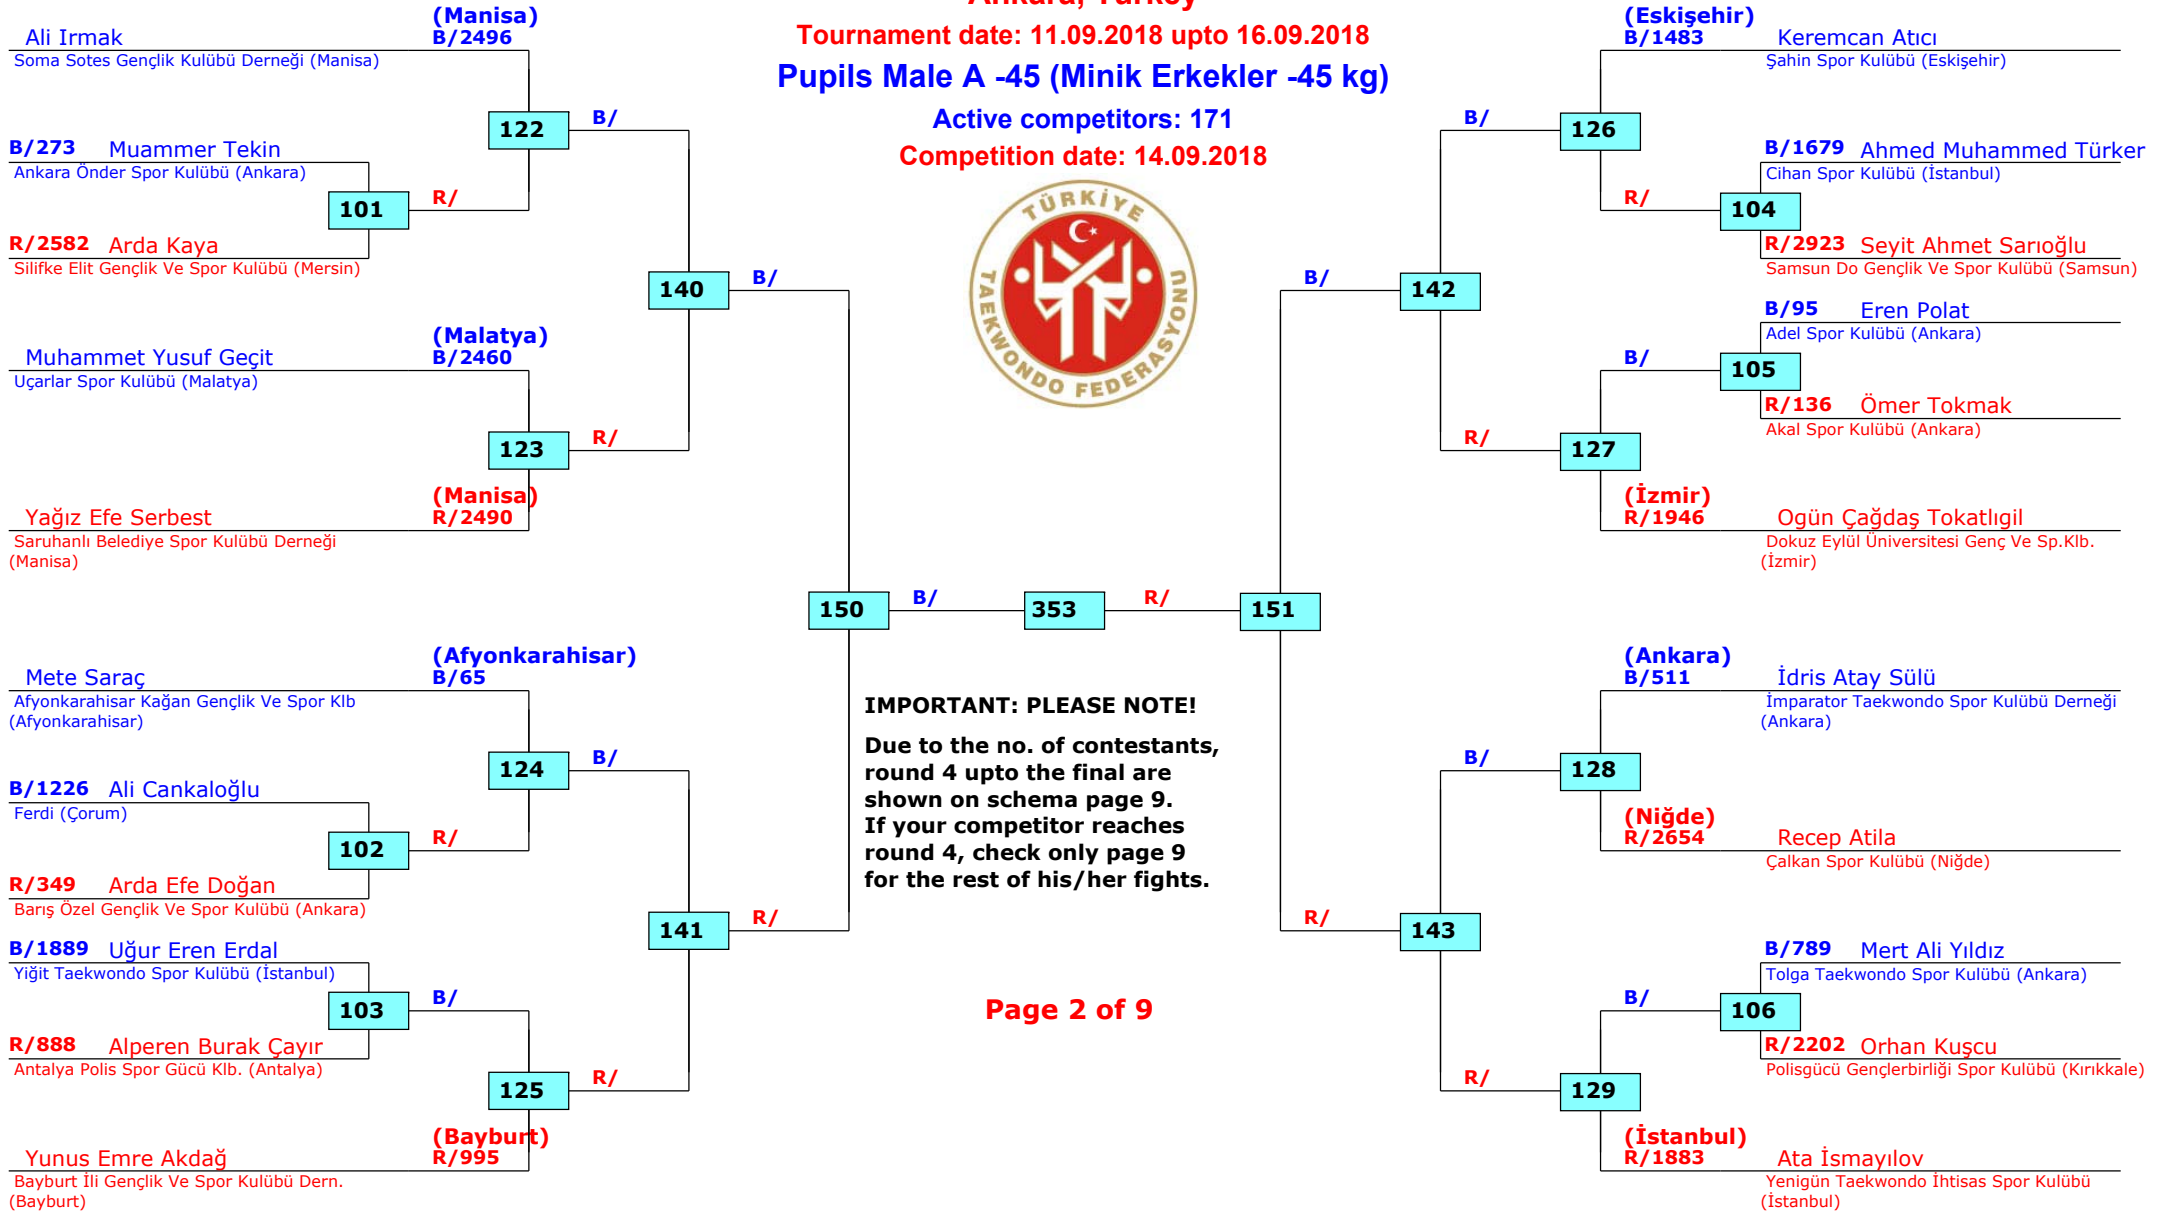 Ankara, Turkey
Tournament date: 11.09.2018 upto 16.09.2018
Pupils Male A -45 (Minik Erkekler -45 kg)
Active competitors: 171
Competition date: 14.09.2018
TÜRKİYE
TAEKWONDO FEDERASYONU
(Manisa)
Ali Irmak B/2496
Soma Sotes Gençlik Kulübü Derneği (Manisa)
122 B/
B/273 Muammer Tekin
Ankara Önder Spor Kulübü (Ankara)
101 R/
R/2582 Arda Kaya
Silifke Elit Gençlik Ve Spor Kulübü (Mersin)
140 B/
(Malatya)
Muhammet Yusuf Geçit B/2460
Uçarlar Spor Kulübü (Malatya)
123 R/
(Manisa)
Yağız Efe Serbest R/2490
Saruhanlı Belediye Spor Kulübü Derneği
(Manisa)
150 B/ 353 R/ 151
(Afyonkarahisar)
Mete Saraç B/65
Afyonkarahisar Kağan Gençlik Ve Spor Klb
(Afyonkarahisar)
124 B/
B/1226 Ali Cankaloğlu
Ferdi (Çorum)
102 R/
R/349 Arda Efe Doğan
Barış Özel Gençlik Ve Spor Kulübü (Ankara)
141 R/
B/1889 Uğur Eren Erdal
Yiğit Taekwondo Spor Kulübü (İstanbul)
103 B/
R/888 Alperen Burak Çayır
Antalya Polis Spor Gücü Klb. (Antalya)
125 R/
(Bayburt)
Yunus Emre Akdağ R/995
Bayburt İli Gençlik Ve Spor Kulübü Dern.
(Bayburt)
IMPORTANT: PLEASE NOTE!
Due to the no. of contestants,
round 4 upto the final are
shown on schema page 9.
If your competitor reaches
round 4, check only page 9
for the rest of his/her fights.
Page 2 of 9
(Eskişehir)
B/1483 Keremcan Atıcı
Şahin Spor Kulübü (Eskişehir)
B/ 126
B/1679 Ahmed Muhammed Türker
Cihan Spor Kulübü (İstanbul)
R/ 104
R/2923 Seyit Ahmet Sarıoğlu
Samsun Do Gençlik Ve Spor Kulübü (Samsun)
B/ 142
B/95 Eren Polat
Adel Spor Kulübü (Ankara)
B/ 105
R/136 Ömer Tokmak
Akal Spor Kulübü (Ankara)
R/ 127
(İzmir)
R/1946 Ogün Çağdaş Tokatlıgil
Dokuz Eylül Üniversitesi Genç Ve Sp.Klb.
(İzmir)
(Ankara)
B/511 İdris Atay Sülü
İmparator Taekwondo Spor Kulübü Derneği
(Ankara)
B/ 128
(Niğde)
R/2654 Recep Atila
Çalkan Spor Kulübü (Niğde)
R/ 143
B/789 Mert Ali Yıldız
Tolga Taekwondo Spor Kulübü (Ankara)
B/ 106
R/2202 Orhan Kuşcu
Polisgücü Gençlerbirliği Spor Kulübü (Kırıkkale)
R/ 129
(İstanbul)
R/1883 Ata İsmayılov
Yenigün Taekwondo İhtisas Spor Kulübü
(İstanbul)